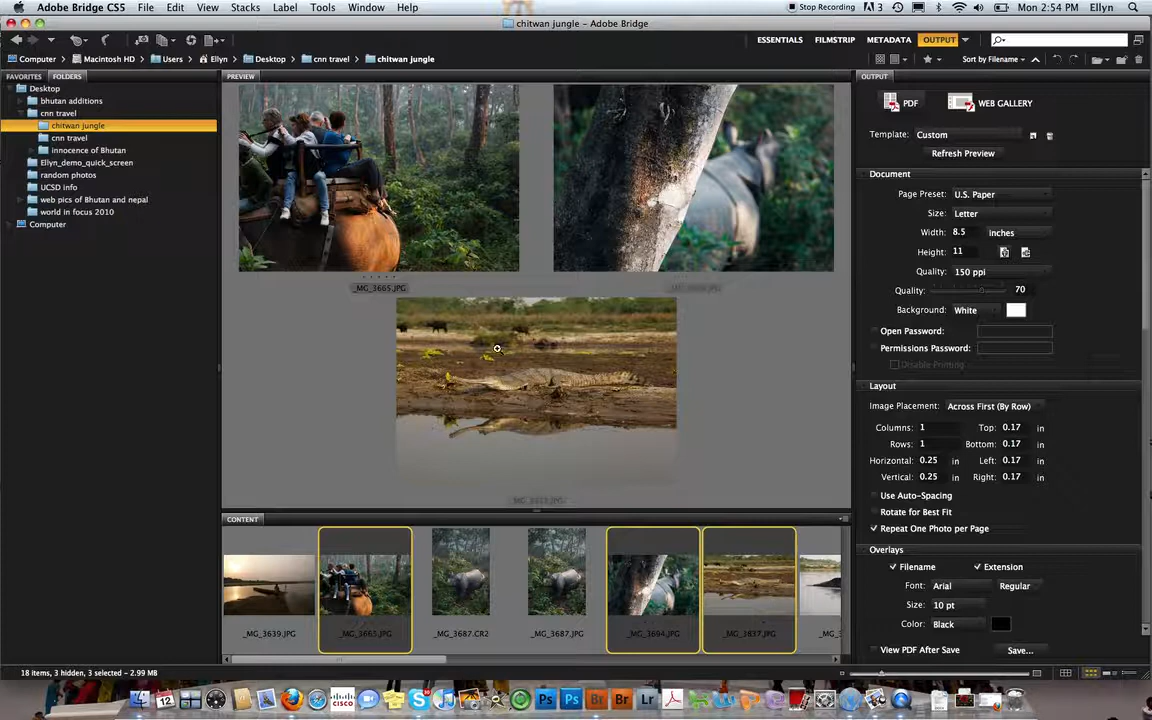 Adobe Bridge CS5 File Edit View Stacks Label Tools Window Help Stop Recording 3 Mon 2:54 PM Ellyn
chitwan jungle – Adobe Bridge
ESSENTIALS FILMSTRIP METADATA OUTPUT
Computer Macintosh HD Users Ellyn Desktop cnn travel chitwan jungle Sort by Filename
FAVORITES FOLDERS PREVIEW OUTPUT
Desktop
bhutan additions
cnn travel
chitwan jungle
cnn travel
innocence of Bhutan
Ellyn_demo_quick_screen
random photos
UCSD info
web pics of Bhutan and nepal
world in focus 2010
Computer
_MG_3665.JPG
CONTENT
_MG_3639.JPG _MG_3665.JPG _MG_3687.CR2 _MG_3687.JPG _MG_3694.JPG _MG_3837.JPG
PDF WEB GALLERY
Template: Custom
Refresh Preview
Document
Page Preset: U.S. Paper
Size: Letter
Width: 8.5 inches
Height: 11
Quality: 150 ppi
Quality: 70
Background: White
Open Password:
Permissions Password:
Disable Printing
Layout
Image Placement: Across First (By Row)
Columns: 1 Top: 0.17 in
Rows: 1 Bottom: 0.17 in
Horizontal: 0.25 in Left: 0.17 in
Vertical: 0.25 in Right: 0.17 in
Use Auto-Spacing
Rotate for Best Fit
Repeat One Photo per Page
Overlays
Filename Extension
Font: Arial Regular
Size: 10 pt
Color: Black
View PDF After Save Save...
18 items, 3 hidden, 3 selected – 2.99 MB